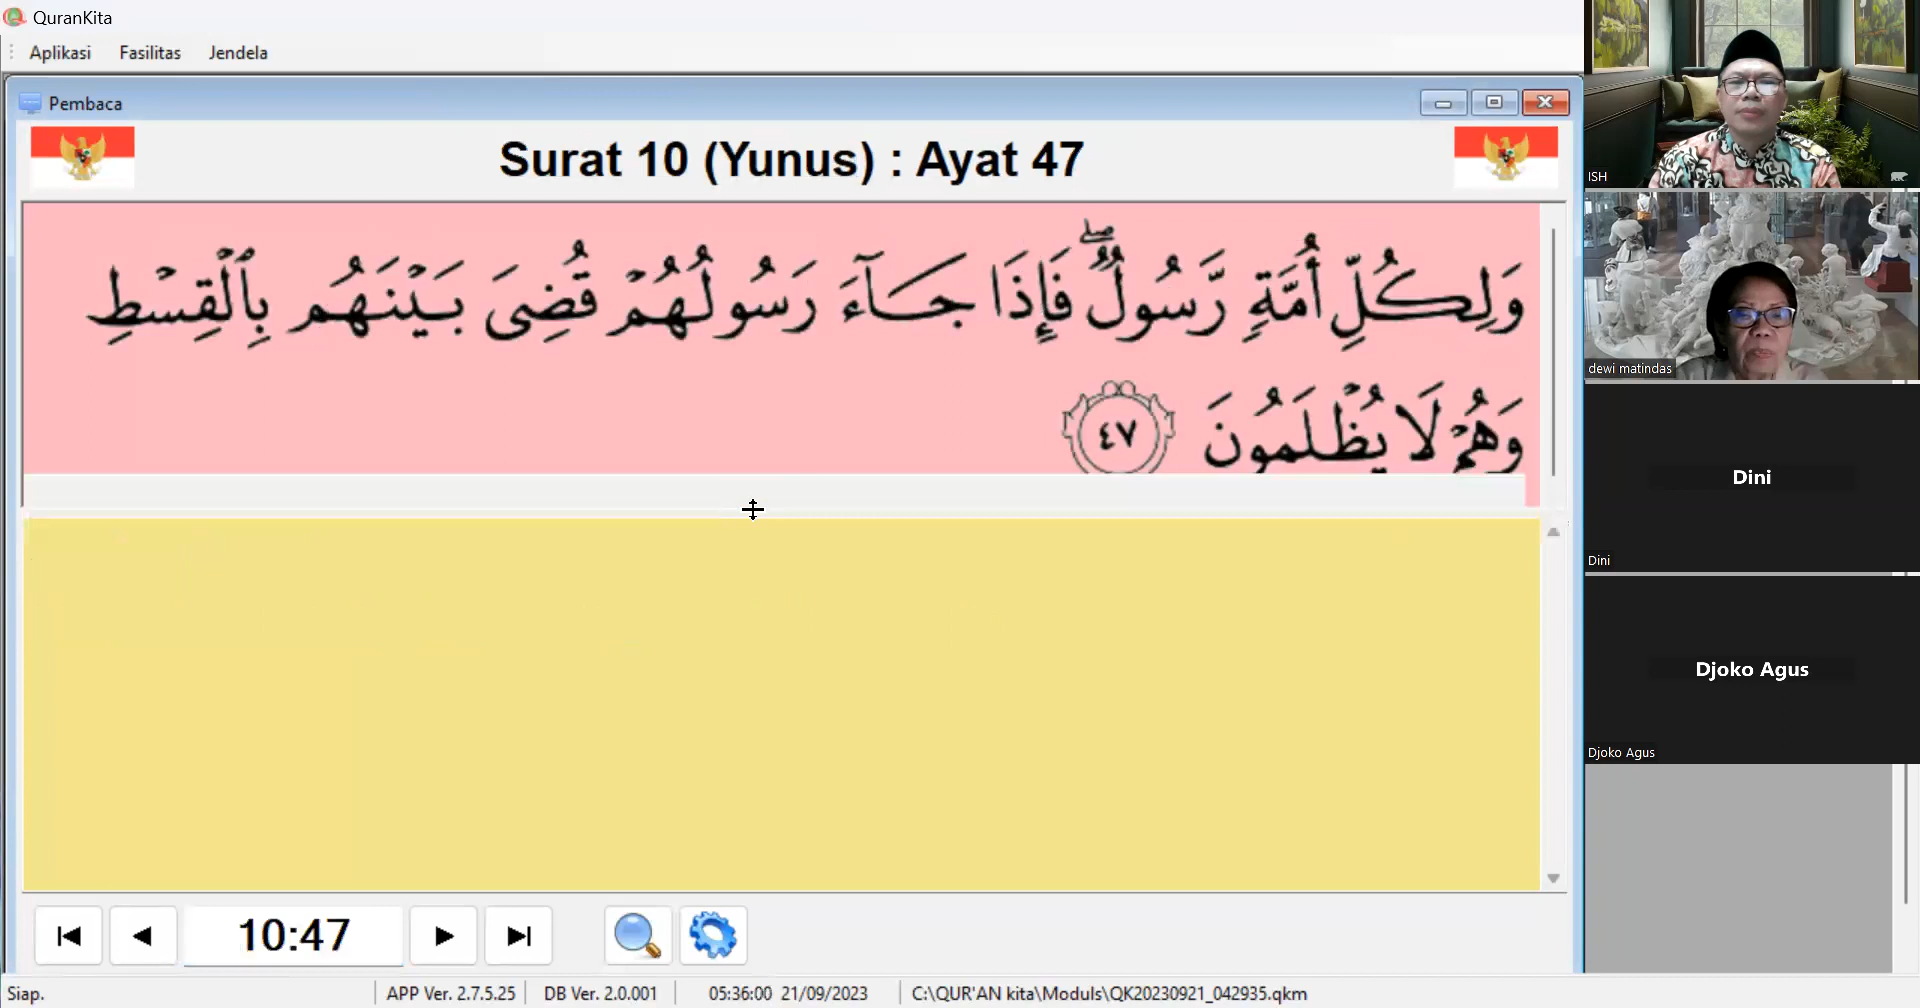 QuranKita
Aplikasi Fasilitas Jendela
Pembaca
Surat 10 (Yunus) : Ayat 47
وَلِكُلِّ أُمَّةٍ رَّسُولٌ ۖ فَإِذَا جَآءَ رَسُولُهُمْ قُضِىَ بَيْنَهُم بِٱلْقِسْطِ
وَهُمْ لَا يُظْلَمُونَ ٤٧
10:47
Siap. APP Ver. 2.7.5.25 DB Ver. 2.0.001 05:36:00 21/09/2023 C:\QUR'AN kita\Moduls\QK20230921_042935.qkm
ISH
dewi matindas
Dini
Dini
Djoko Agus
Djoko Agus